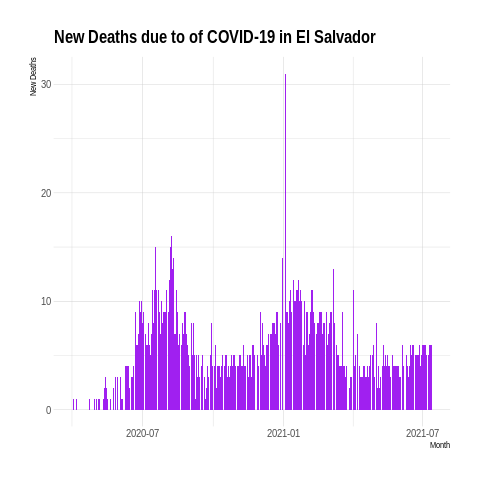 New Deaths due to of COVID-19 in El Salvador
New Deaths
30
20
10
0
2020-07
2021-01
2021-07
Month